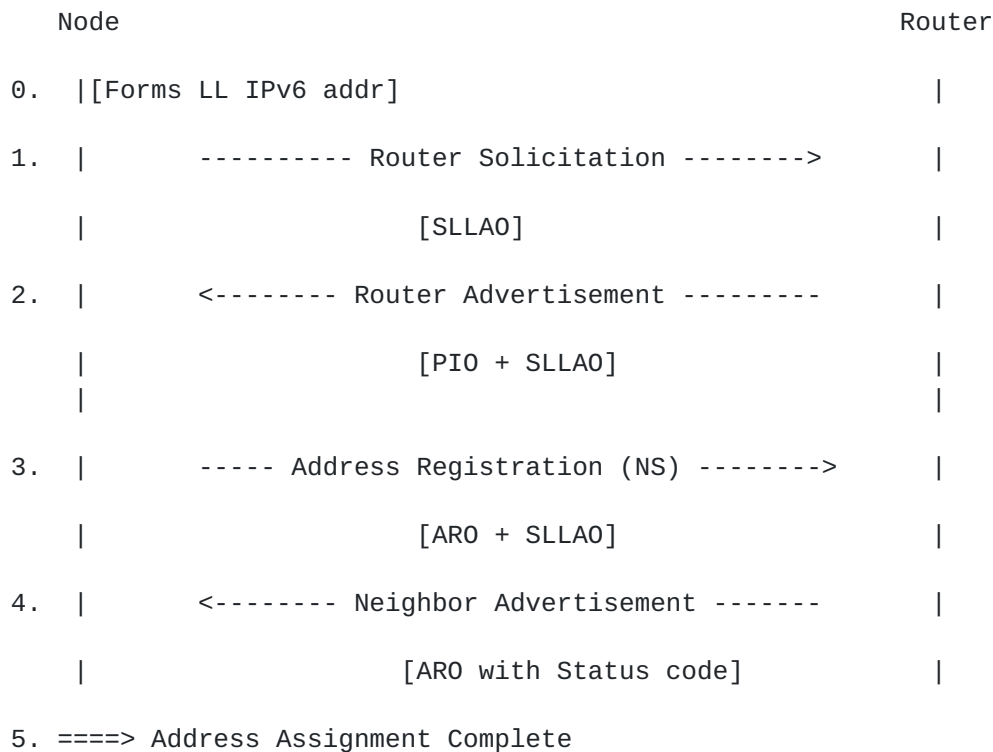 Node                                                  Router
0.  |[Forms LL IPv6 addr]                                  |
1.  |       ---------- Router Solicitation -------->       |
    |                     [SLLAO]                          |
2.  |       <-------- Router Advertisement ---------       |
    |                     [PIO + SLLAO]                    |
    |                                                      |
3.  |       ----- Address Registration (NS) -------->      |
    |                     [ARO + SLLAO]                    |
4.  |       <-------- Neighbor Advertisement -------       |
    |                    [ARO with Status code]            |
5. ====> Address Assignment Complete